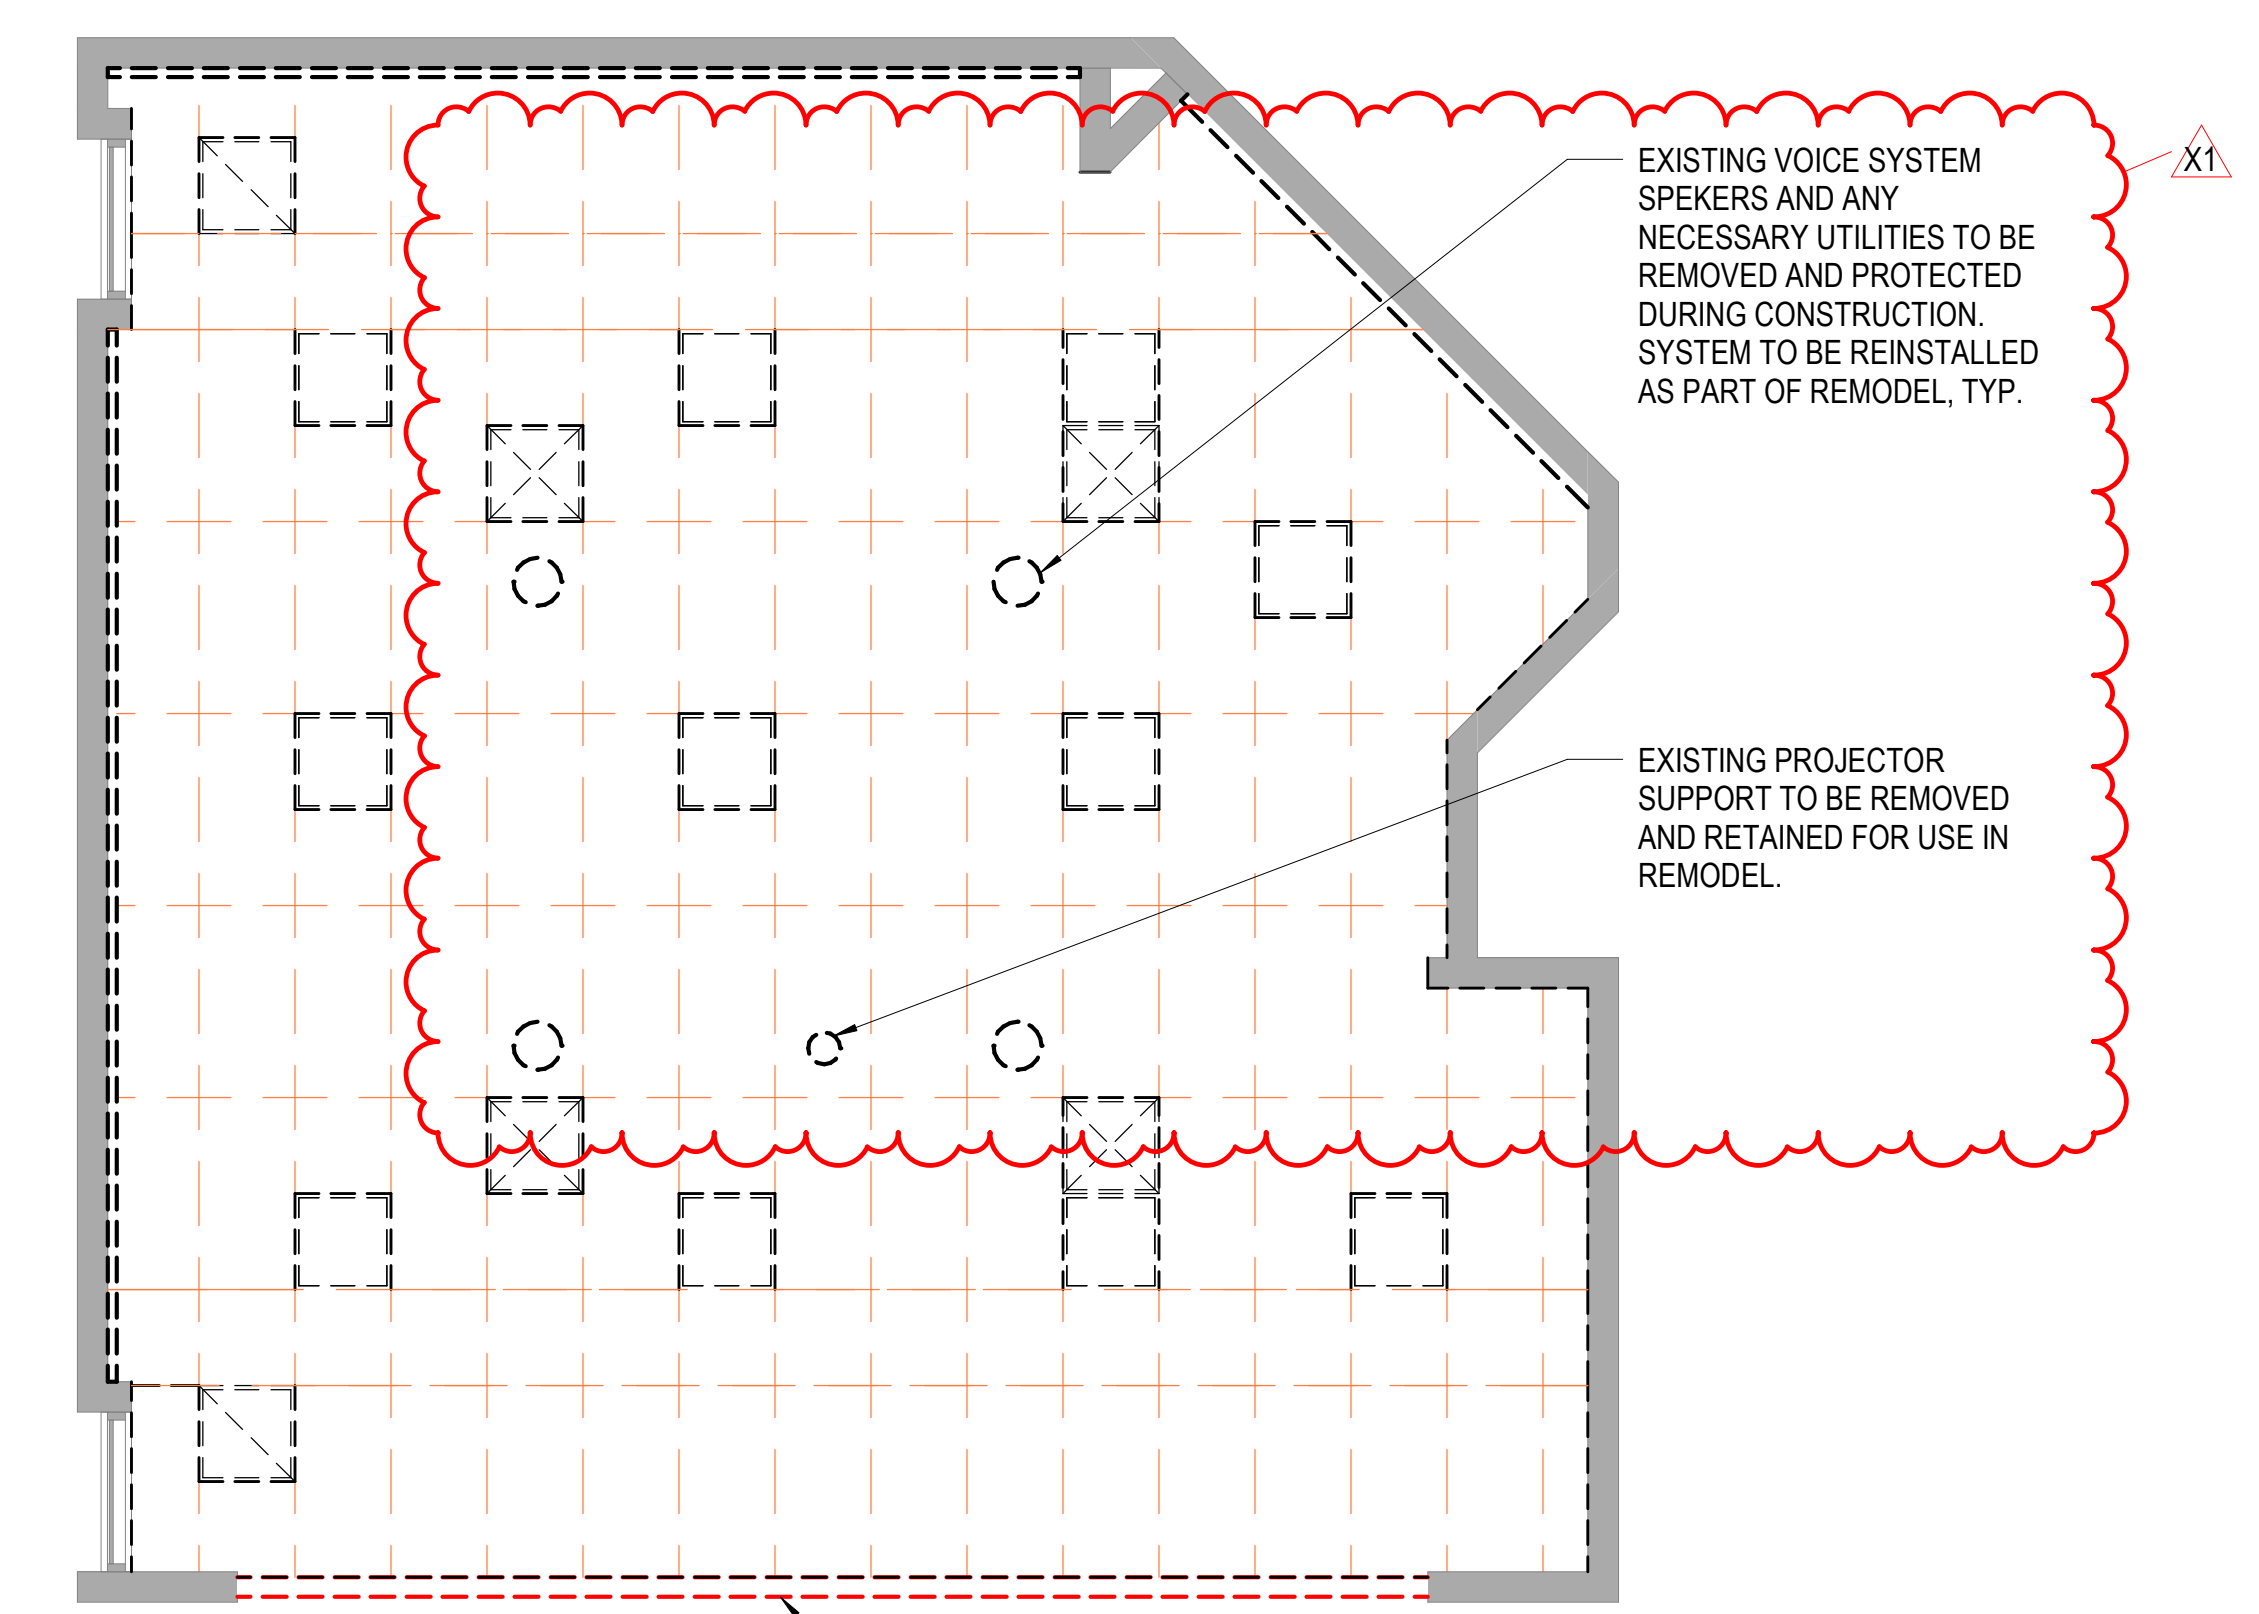 EXISTING VOICE SYSTEM
SPEKERS AND ANY
NECESSARY UTILITIES TO BE
REMOVED AND PROTECTED
DURING CONSTRUCTION.
SYSTEM TO BE REINSTALLED
AS PART OF REMODEL, TYP.
X1
EXISTING PROJECTOR
SUPPORT TO BE REMOVED
AND RETAINED FOR USE IN
REMODEL.